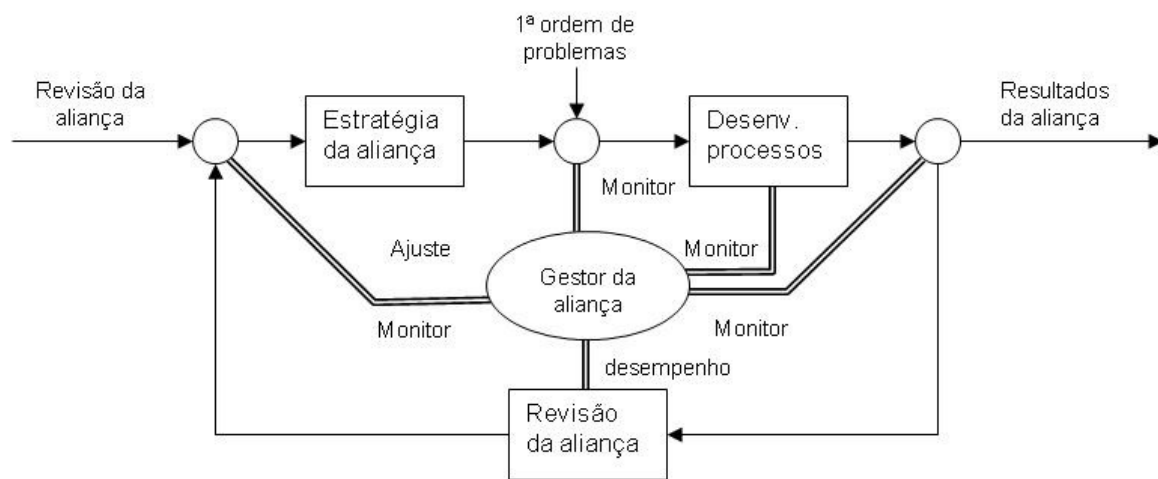 1ª ordem de
problemas
Revisão da
aliança
Estratégia
da aliança
Desenv.
processos
Resultados
da aliança
Monitor
Ajuste
Monitor
Gestor da
aliança
Monitor
Monitor
desempenho
Revisão
da aliança